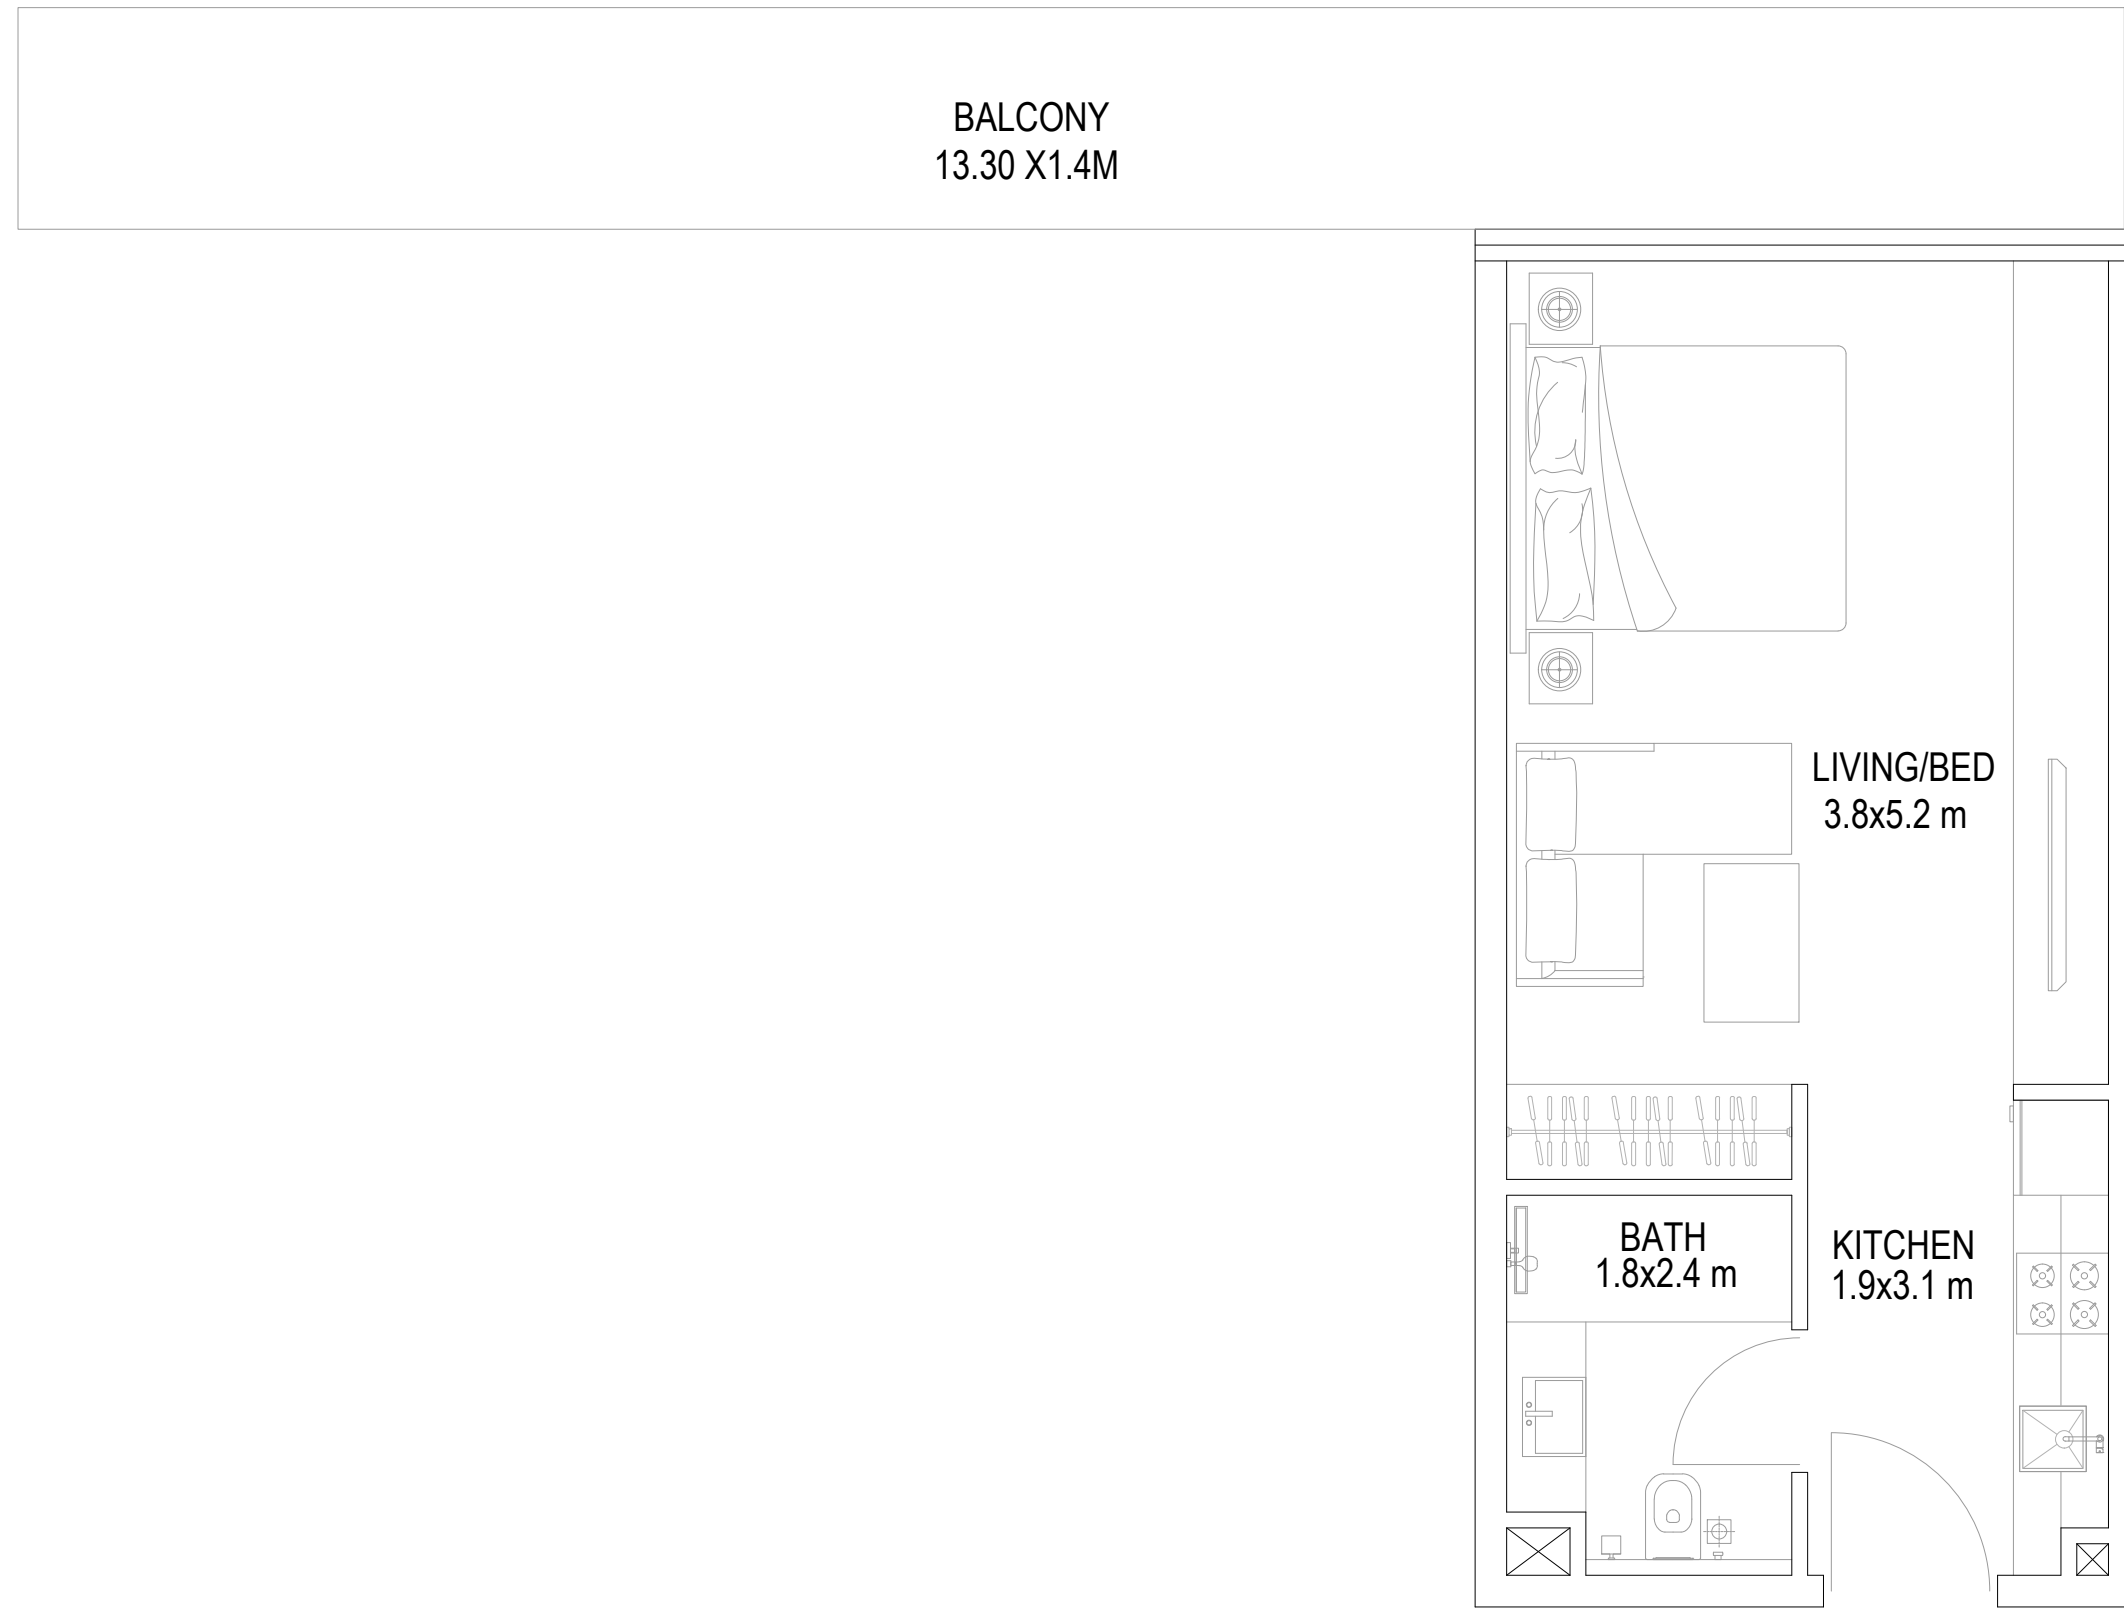 BALCONY
13.30 X1.4M
LIVING/BED
3.8x5.2 m
BATH
1.8x2.4 m
KITCHEN
1.9x3.1 m